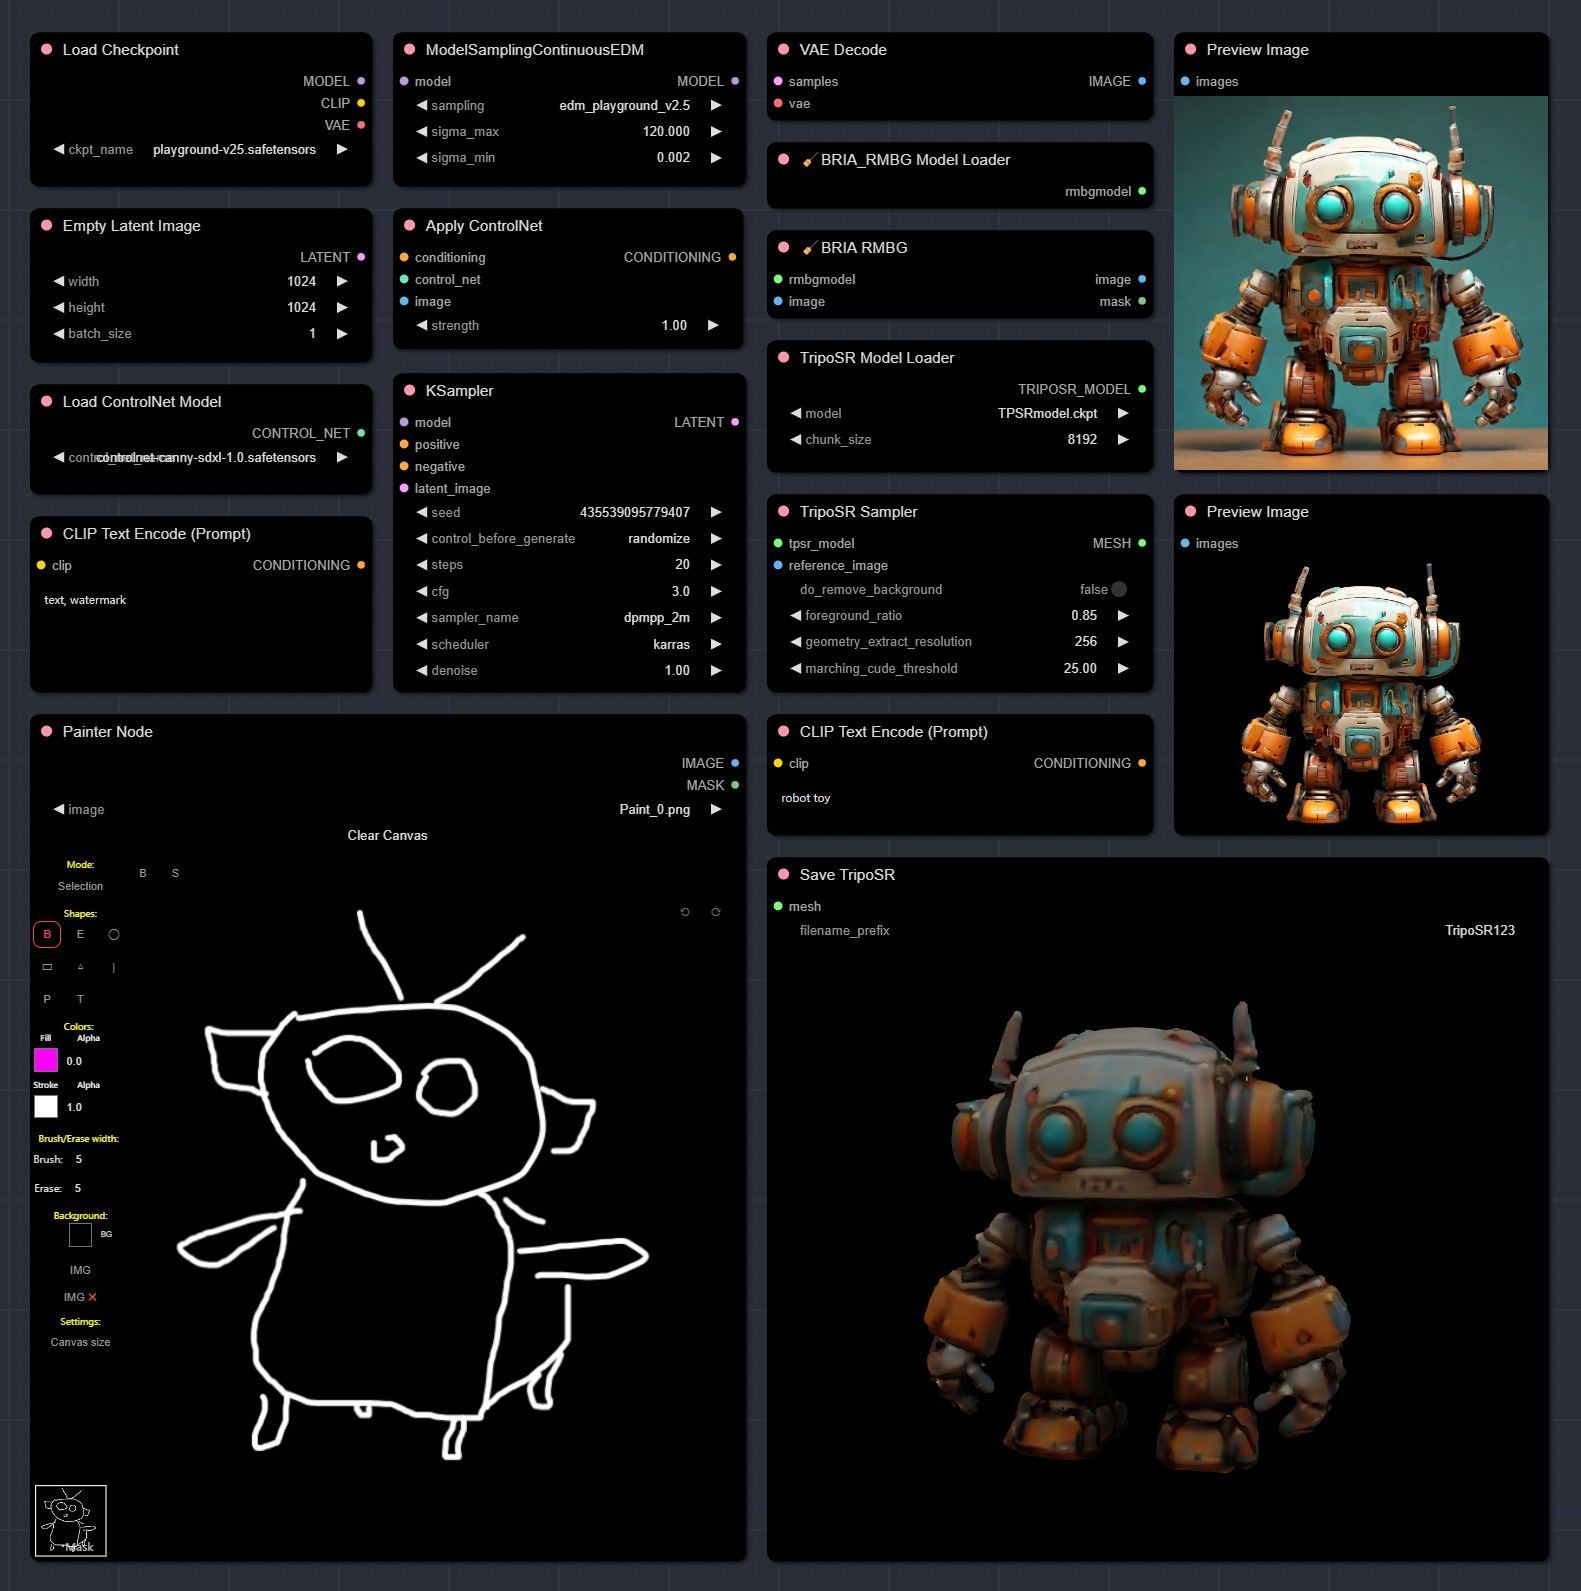 Load Checkpoint
MODEL
CLIP
VAE
ckpt_name playground-v25.safetensors
Empty Latent Image
LATENT
width 1024
height 1024
batch_size 1
Load ControlNet Model
CONTROL_NET
controlnet-canny-sdxl-1.0.safetensors
CLIP Text Encode (Prompt)
clip CONDITIONING
text, watermark
ModelSamplingContinuousEDM
model MODEL
sampling edm_playground_v2.5
sigma_max 120.000
sigma_min 0.002
Apply ControlNet
conditioning CONDITIONING
control_net
image
strength 1.00
KSampler
model LATENT
positive
negative
latent_image
seed 435539095779407
control_before_generate randomize
steps 20
cfg 3.0
sampler_name dpmpp_2m
scheduler karras
denoise 1.00
VAE Decode
samples IMAGE
vae
BRIA_RMBG Model Loader
rmbgmodel
BRIA RMBG
rmbgmodel image
image mask
TripoSR Model Loader
TRIPOSR_MODEL
model TPSRmodel.ckpt
chunk_size 8192
TripoSR Sampler
tpsr_model MESH
reference_image
do_remove_background false
foreground_ratio 0.85
geometry_extract_resolution 256
marching_cude_threshold 25.00
CLIP Text Encode (Prompt)
clip CONDITIONING
robot toy
Preview Image
images
Preview Image
images
Painter Node
IMAGE
MASK
image Paint_0.png
Clear Canvas
Mode:
Selection
B S
Shapes:
B E
P T
Colors:
Fill Alpha
0.0
Stroke Alpha
1.0
Brush/Erase width:
Brush: 5
Erase: 5
Background:
BG
IMG
IMG
Settimgs:
Canvas size
Mask
Save TripoSR
mesh
filename_prefix TripoSR123